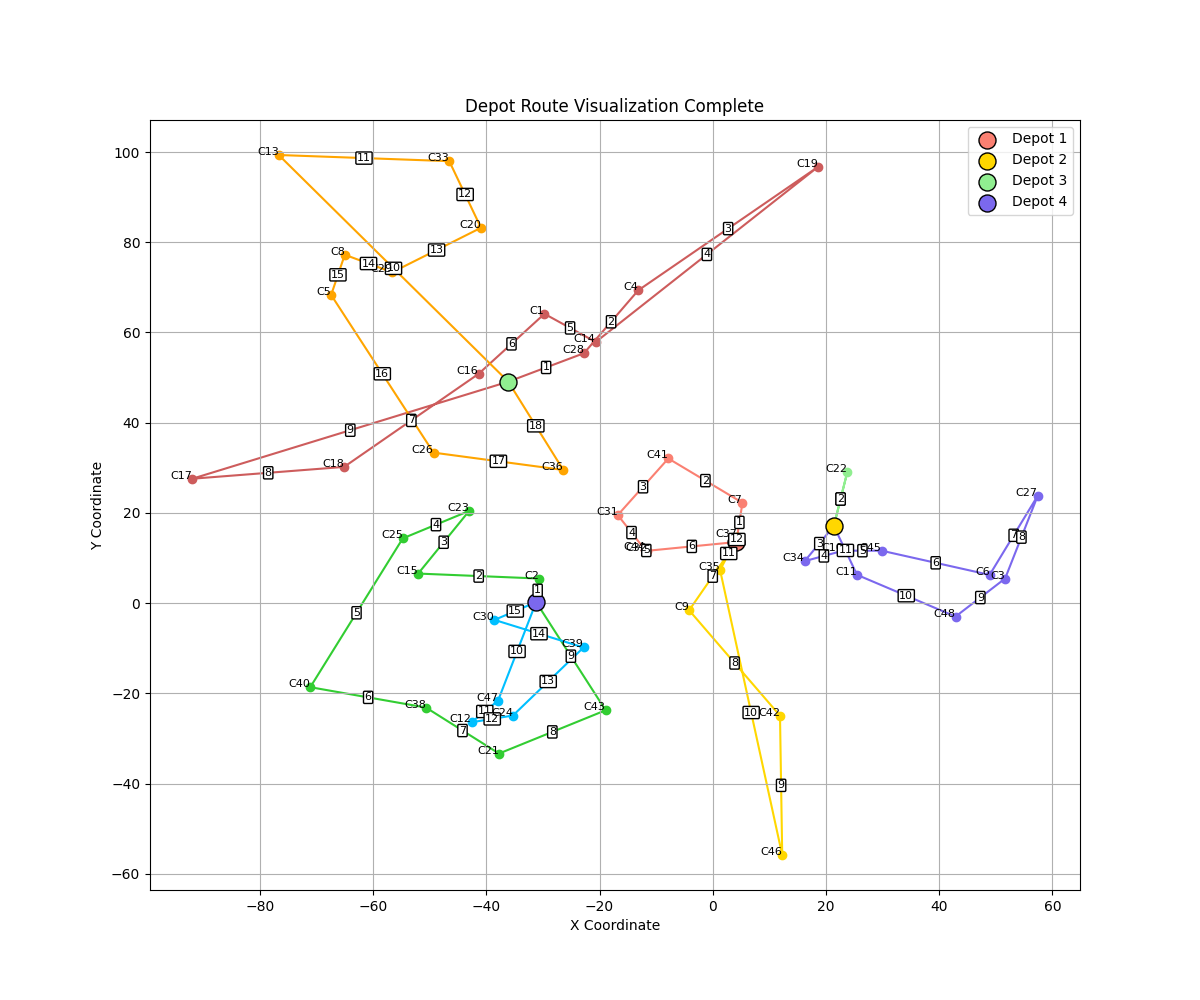 Depot Route Visualization Complete
Depot 1
Depot 2
Depot 3
Depot 4
Y Coordinate
100
80
60
40
20
0
−20
−40
−60
−80
−60
−40
−20
0
20
40
60
X Coordinate
C13
11
C33
12
C20
13
C8
14
10
15
C5
16
C26
17
C36
18
C19
3
4
C4
2
C1
5
C14
C28
6
1
C16
7
9
C17
8
C18
C41
2
3
C7
1
C31
4
5
6
12
11
C35
7
C9
8
10
C42
9
C46
C22
2
C27
7
8
3
4
C34
11
5
C45
6
C6
C3
C11
10
9
C48
C23
4
C25
3
C15
2
C2
1
5
15
C30
14
C39
9
10
13
C40
6
C38
C47
C12
12
C24
7
C21
8
C43